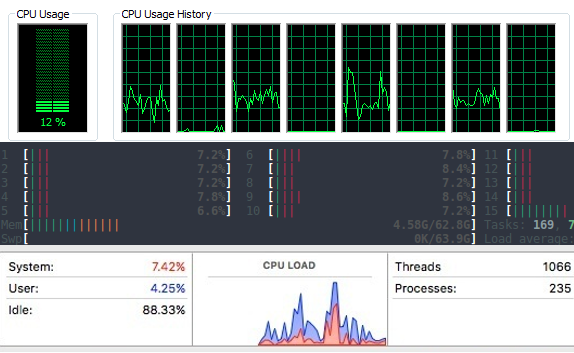 CPU Usage CPU Usage History
12 %
1 [||| 7.2%] 6 [|||| 7.8%] 11 [|||
2 [||| 7.2%] 7 [||| 8.4%] 12 [|||
3 [||| 7.2%] 8 [||| 7.2%] 13 [|||
4 [||| 7.8%] 9 [|||| 8.6%] 14 [|||
5 [||| 6.6%] 10 [||| 7.2%] 15 [||||||||
Mem[|||||||||||||||| 4.58G/62.8G] Tasks: 169, 7
Swp[ 0K/63.9G] Load average:
System: 7.42%
User: 4.25%
Idle: 88.33%
CPU LOAD
Threads 1066
Processes: 235